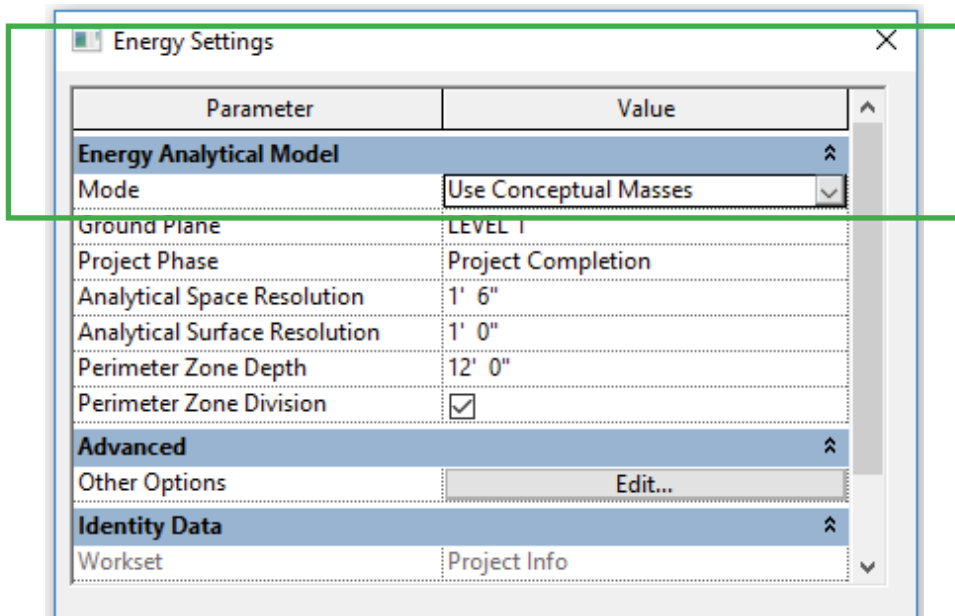 Energy Settings
Parameter Value
Energy Analytical Model
Mode Use Conceptual Masses
Ground Plane LEVEL 1
Project Phase Project Completion
Analytical Space Resolution 1' 6"
Analytical Surface Resolution 1' 0"
Perimeter Zone Depth 12' 0"
Perimeter Zone Division
Advanced
Other Options Edit...
Identity Data
Workset Project Info